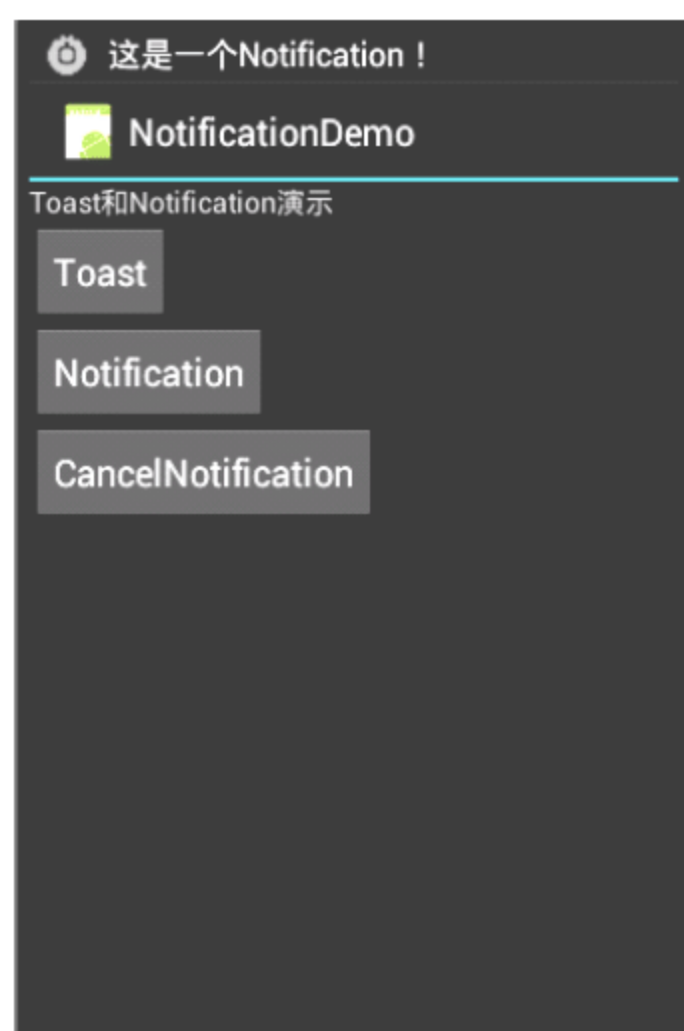 这是一个Notification！
NotificationDemo
Toast和Notification演示
Toast
Notification
CancelNotification